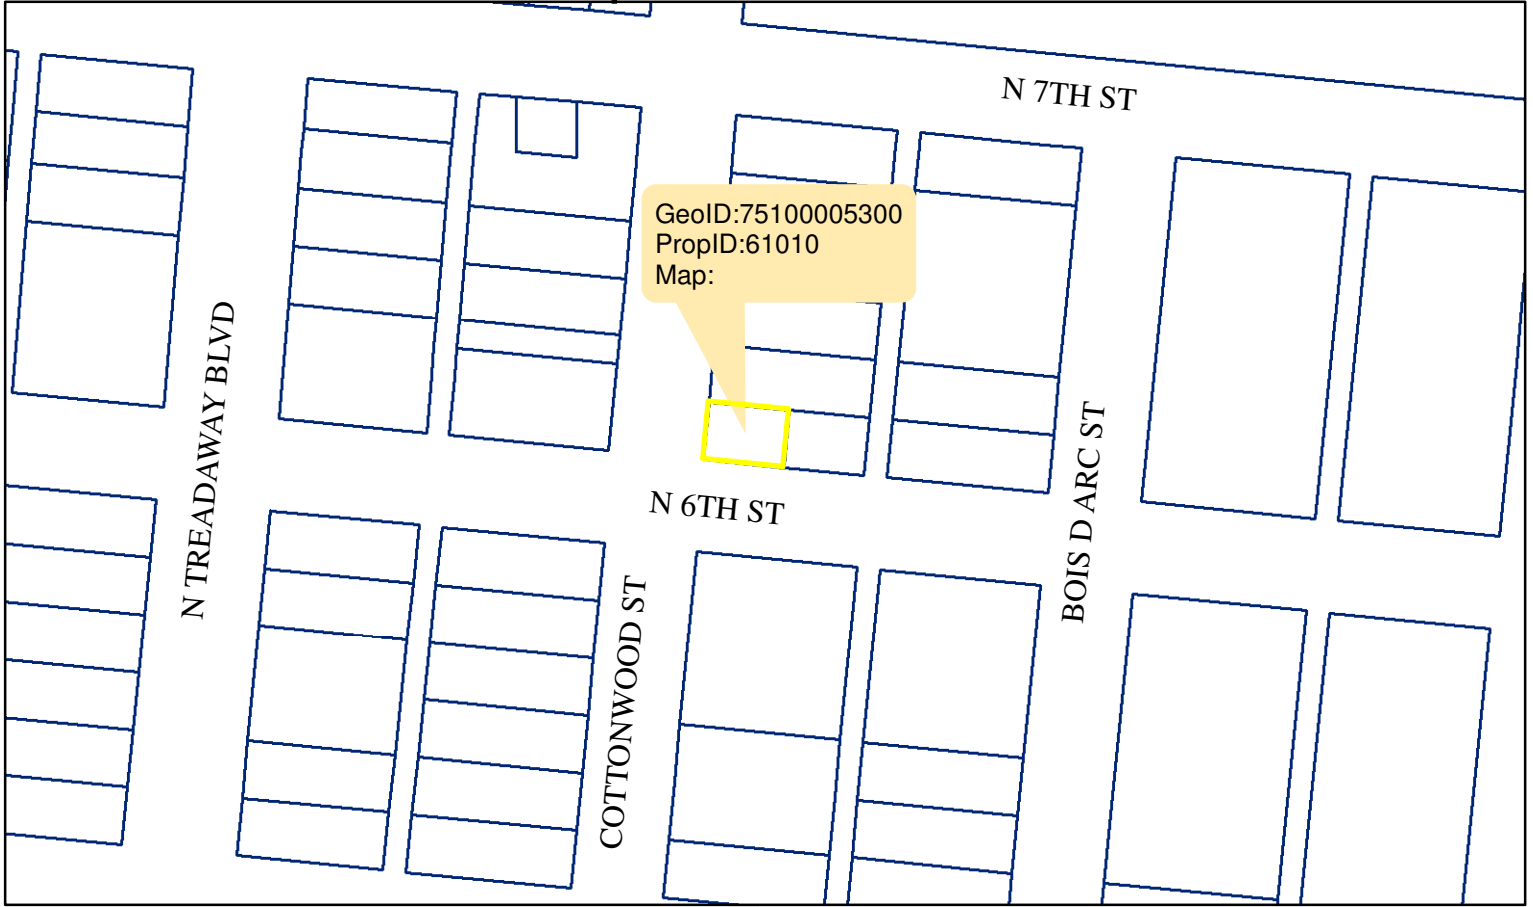 N 7TH ST
GeoID:75100005300
PropID:61010
Map:
N TREADAWAY BLVD
BOIS D ARC ST
N 6TH ST
COTTONWOOD ST